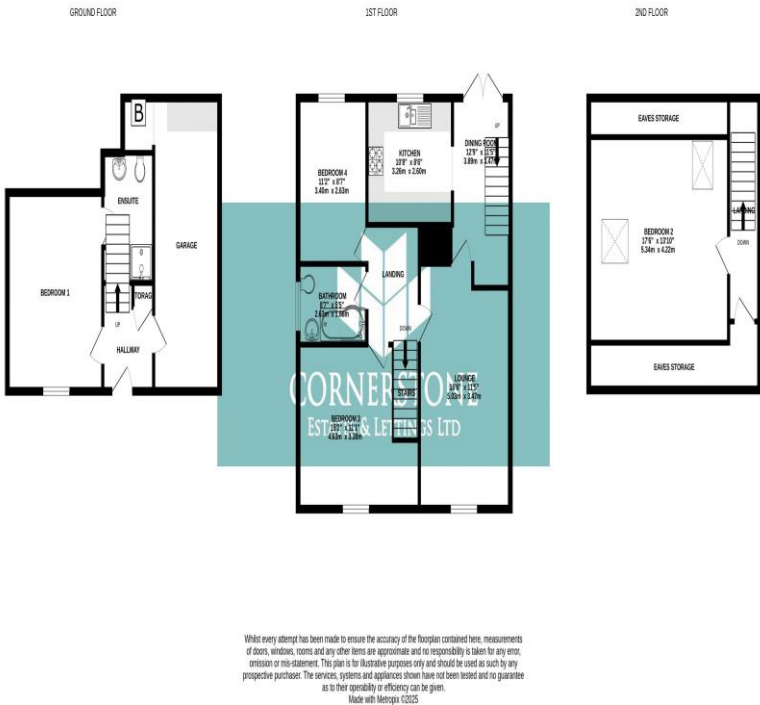 GROUND FLOOR
1ST FLOOR
2ND FLOOR
B
ENSUITE
GARAGE
BEDROOM 1
UP
HALLWAY
BEDROOM 4
11'2" x 8'7"
3.40m x 2.63m
KITCHEN
10'8" x 8'6"
3.26m x 2.60m
UP
DINING ROOM
12'9" x 11'5"
3.89m x 3.47m
LANDING
BATHROOM
DOWN
STAIRS
LOUNGE
16'6" x 11'5"
5.03m x 3.47m
CORNERSTONE
ESTATE & LETTINGS LTD
BEDROOM 3
EAVES STORAGE
BEDROOM 2
17'6" x 13'10"
5.34m x 4.22m
LANDING
DOWN
EAVES STORAGE
Whilst every attempt has been made to ensure the accuracy of the floorplan contained here, measurements
of doors, windows, rooms and any other items are approximate and no responsibility is taken for any error,
omission or mis-statement. This plan is for illustrative purposes only and should be used as such by any
prospective purchaser. The services, systems and appliances shown have not been tested and no guarantee
as to their operability or efficiency can be given.
Made with Metropix ©2025